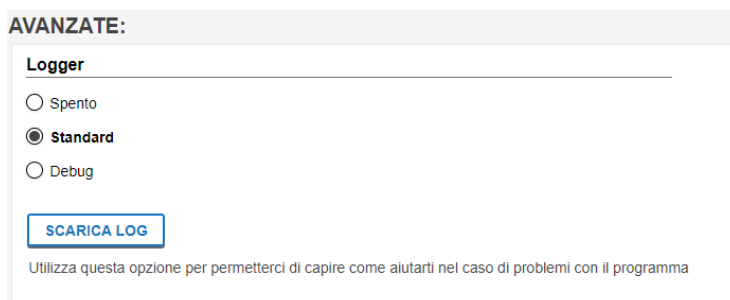 AVANZATE:
Logger
Spento
Standard
Debug
SCARICA LOG
Utilizza questa opzione per permetterci di capire come aiutarti nel caso di problemi con il programma